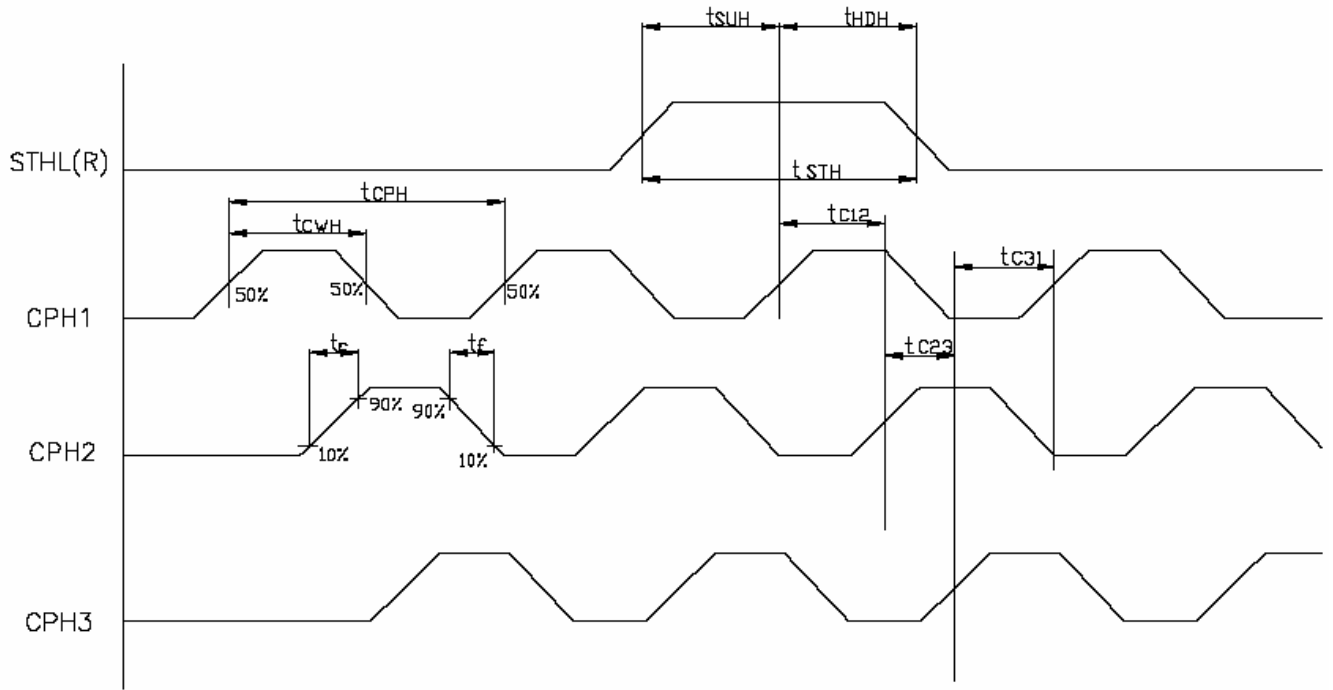 tSUH tHDH
STHL(R)
tSTH
tCPH
tCWH tC12
tC31
50% 50% 50%
CPH1
tr tf tC23
90% 90%
CPH2 10% 10%
CPH3